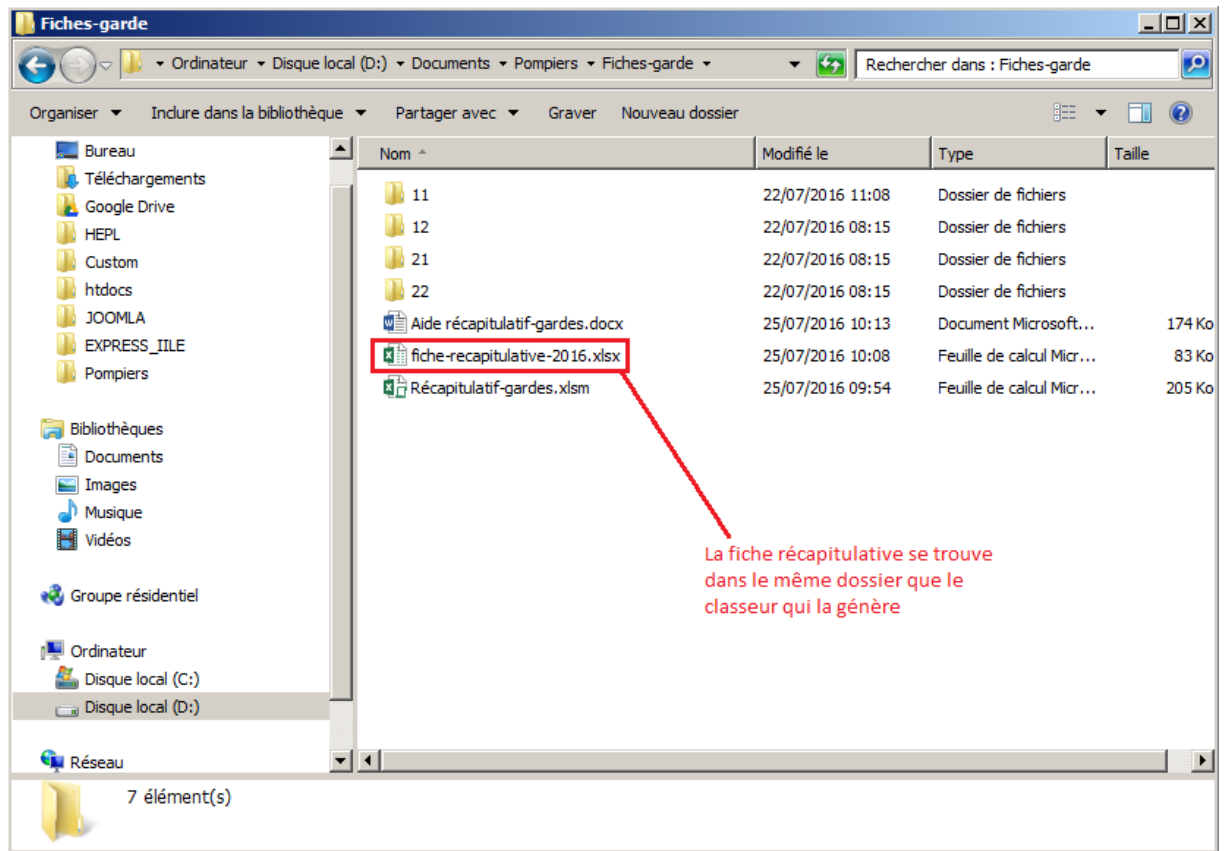 Fiches-garde
Ordinateur Disque local (D:) Documents Pompiers Fiches-garde Rechercher dans : Fiches-garde
Organiser Inclure dans la bibliothèque Partager avec Graver Nouveau dossier
Bureau
Téléchargements
Google Drive
HEPL
Custom
htdocs
JOOMLA
EXPRESS_IILE
Pompiers
Bibliothèques
Documents
Images
Musique
Vidéos
Groupe résidentiel
Ordinateur
Disque local (C:)
Disque local (D:)
Réseau
Nom Modifié le Type Taille
11 22/07/2016 11:08 Dossier de fichiers
12 22/07/2016 08:15 Dossier de fichiers
21 22/07/2016 08:15 Dossier de fichiers
22 22/07/2016 08:15 Dossier de fichiers
Aide récapitulatif-gardes.docx 25/07/2016 10:13 Document Microsoft... 174 Ko
fiche-recapitulative-2016.xlsx 25/07/2016 10:08 Feuille de calcul Micr... 83 Ko
Récapitulatif-gardes.xlsm 25/07/2016 09:54 Feuille de calcul Micr... 205 Ko
La fiche récapitulative se trouve
dans le même dossier que le
classeur qui la génère
7 élément(s)